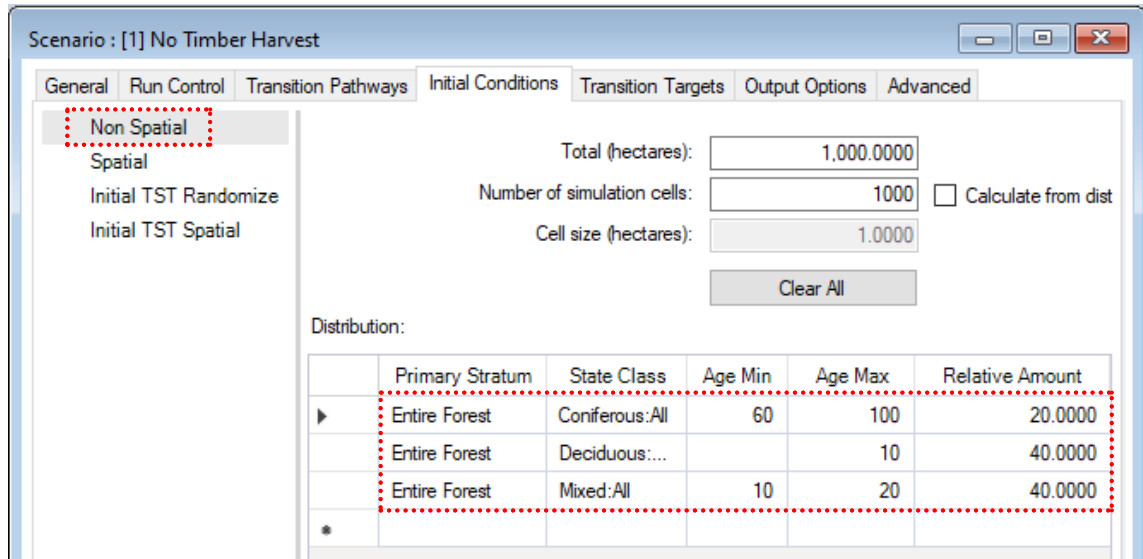 Scenario : [1] No Timber Harvest
General Run Control Transition Pathways Initial Conditions Transition Targets Output Options Advanced
Non Spatial
Spatial
Initial TST Randomize
Initial TST Spatial
Total (hectares): 1,000.0000
Number of simulation cells: 1000 Calculate from dist
Cell size (hectares): 1.0000
Clear All
Distribution:
Primary Stratum State Class Age Min Age Max Relative Amount
Entire Forest Coniferous:All 60 100 20.0000
Entire Forest Deciduous:... 10 40.0000
Entire Forest Mixed:All 10 20 40.0000